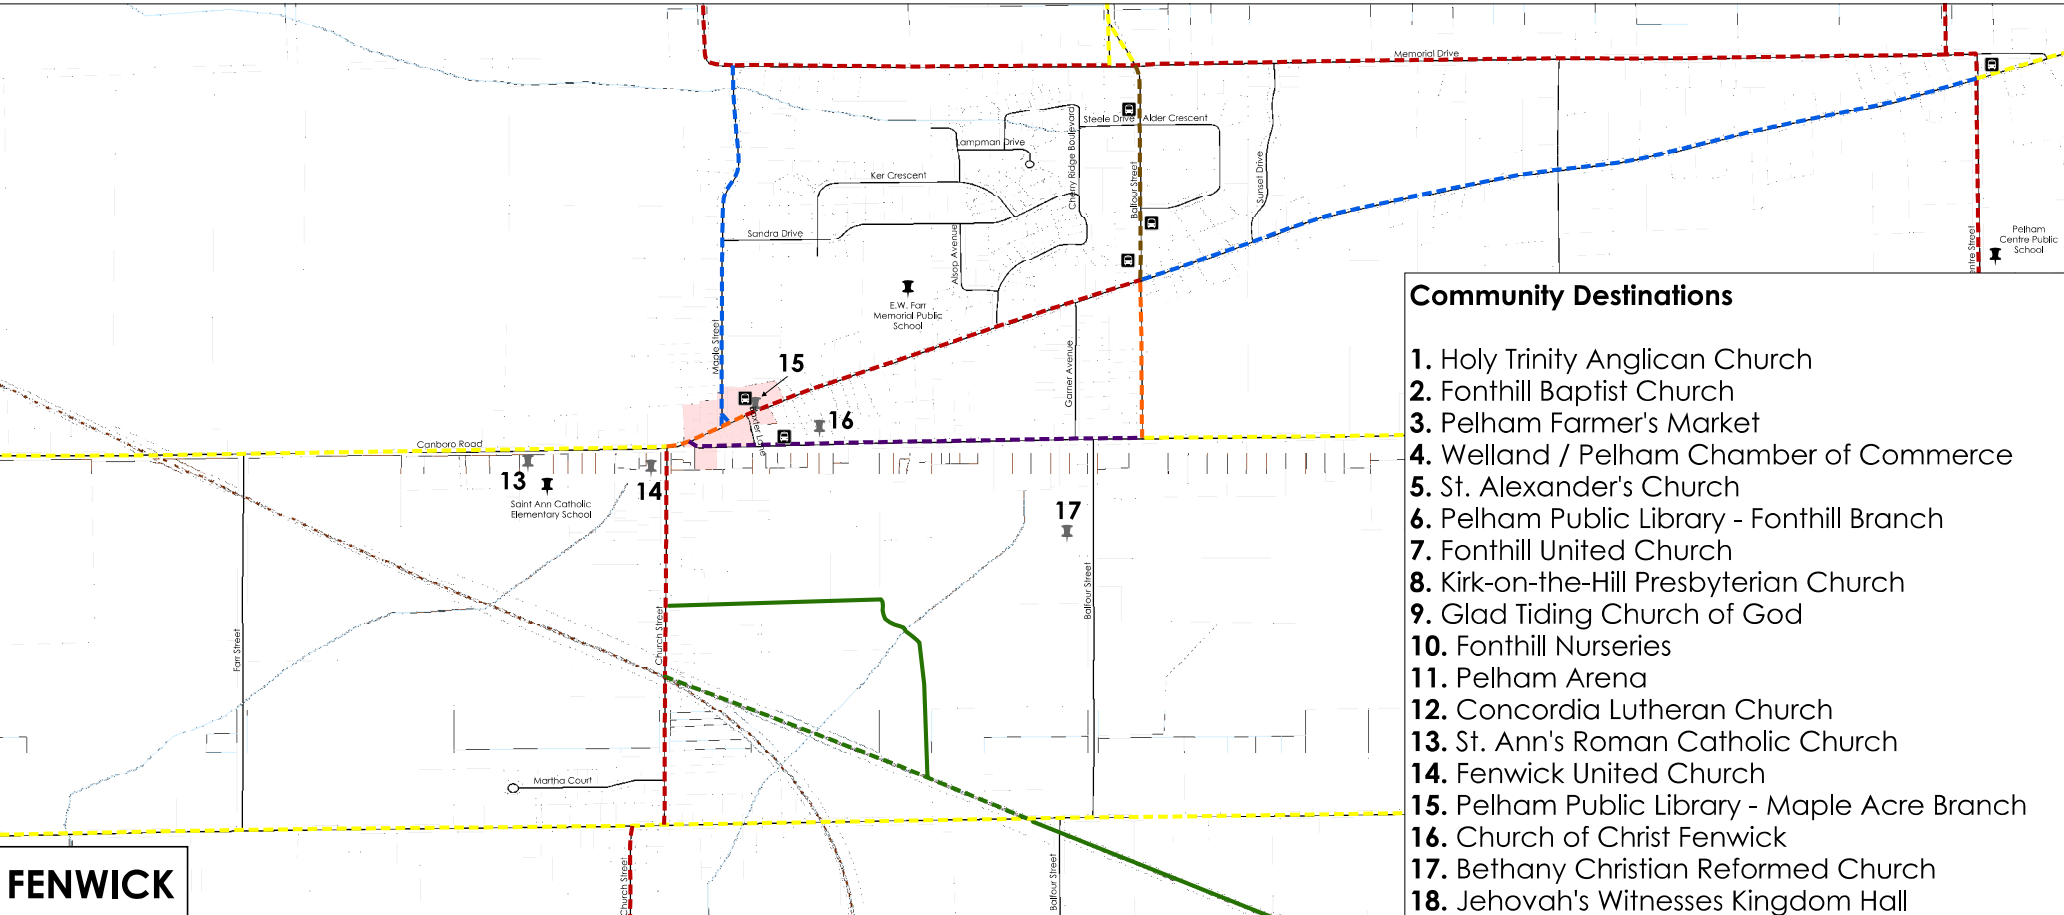 Memorial Drive
Steele Drive
Alder Crescent
Lampman Drive
Cherry Ridge Boulevard
Balfour Street
Sunset Drive
Ker Crescent
Sandra Drive
Alsop Avenue
Pelham
Centre Public
School
entre Street
E.W. Farr
Memorial Public
School
Maple Street
Garner Avenue
15
16
Canboro Road
13
14
Saint Ann Catholic
Elementary School
17
Balfour Street
Church Street
Farr Street
Martha Court
Church Street
Balfour Street
FENWICK
Community Destinations
1. Holy Trinity Anglican Church
2. Fonthill Baptist Church
3. Pelham Farmer's Market
4. Welland / Pelham Chamber of Commerce
5. St. Alexander's Church
6. Pelham Public Library - Fonthill Branch
7. Fonthill United Church
8. Kirk-on-the-Hill Presbyterian Church
9. Glad Tiding Church of God
10. Fonthill Nurseries
11. Pelham Arena
12. Concordia Lutheran Church
13. St. Ann's Roman Catholic Church
14. Fenwick United Church
15. Pelham Public Library - Maple Acre Branch
16. Church of Christ Fenwick
17. Bethany Christian Reformed Church
18. Jehovah's Witnesses Kingdom Hall